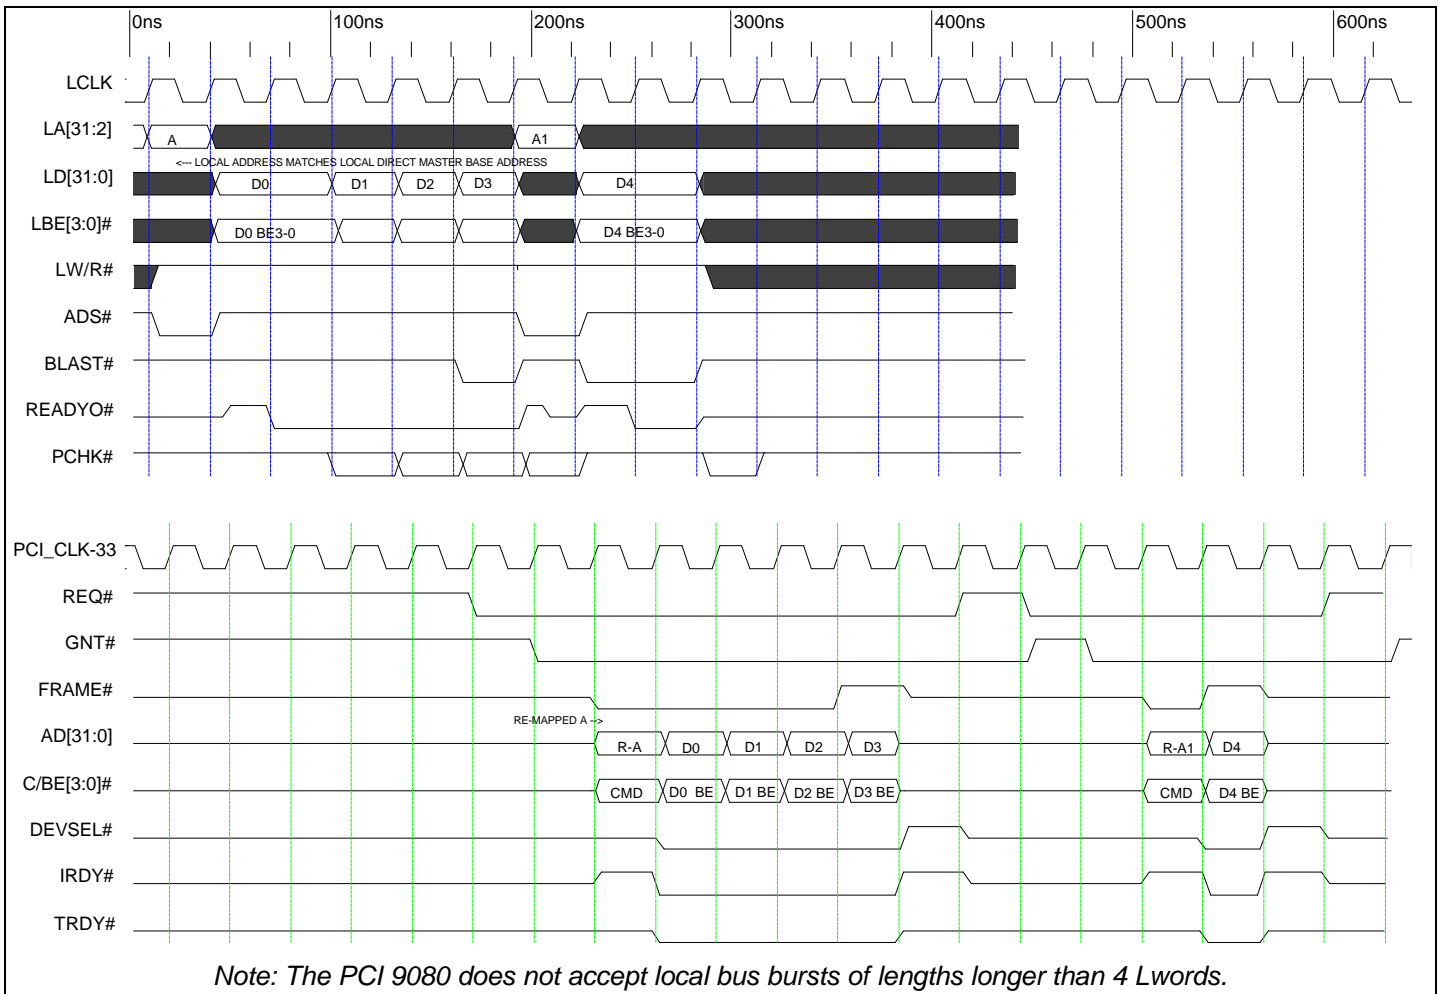 0ns 100ns 200ns 300ns 400ns 500ns 600ns
LCLK
LA[31:2] A A1
<--- LOCAL ADDRESS MATCHES LOCAL DIRECT MASTER BASE ADDRESS
LD[31:0] D0 D1 D2 D3 D4
LBE[3:0]# D0 BE3-0 D4 BE3-0
LW/R#
ADS#
BLAST#
READYO#
PCHK#
PCI_CLK-33
REQ#
GNT#
FRAME#
RE-MAPPED A -->
AD[31:0] R-A D0 D1 D2 D3 R-A1 D4
C/BE[3:0]# CMD D0 BE D1 BE D2 BE D3 BE CMD D4 BE
DEVSEL#
IRDY#
TRDY#
Note: The PCI 9080 does not accept local bus bursts of lengths longer than 4 Lwords.